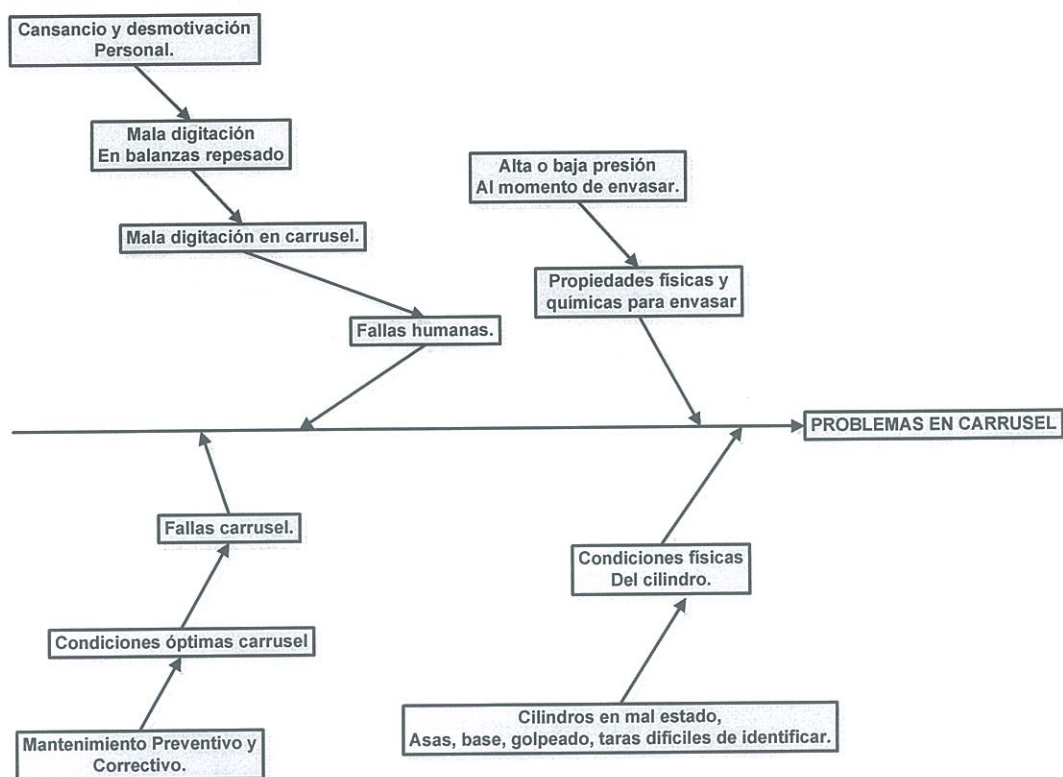 Cansancio y desmotivación
Personal.
Mala digitación
En balanzas repesado
Mala digitación en carrusel.
Fallas humanas.
Alta o baja presión
Al momento de envasar.
Propiedades físicas y
químicas para envasar
PROBLEMAS EN CARRUSEL
Fallas carrusel.
Condiciones óptimas carrusel
Mantenimiento Preventivo y
Correctivo.
Condiciones físicas
Del cilindro.
Cilindros en mal estado,
Asas, base, golpeado, taras difíciles de identificar.